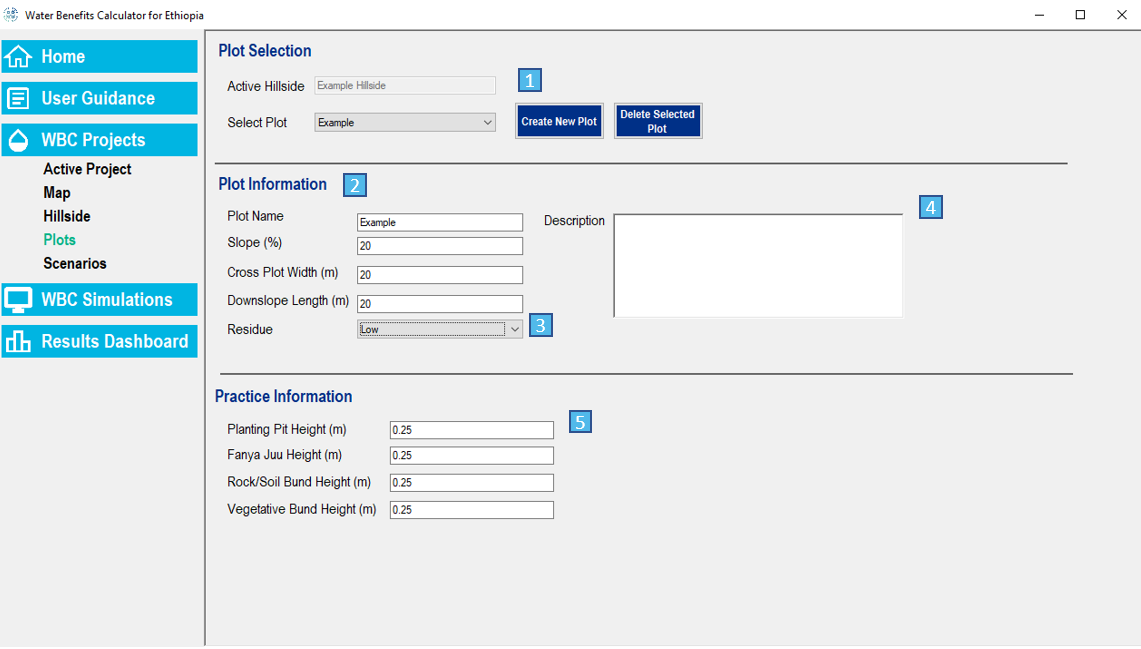 Water Benefits Calculator for Ethiopia
Home
User Guidance
WBC Projects
Active Project
Map
Hillside
Plots
Scenarios
WBC Simulations
Results Dashboard
Plot Selection
1
Active Hillside Example Hillside
Select Plot Example
Create New Plot
Delete Selected
Plot
Plot Information 2
Plot Name Example
Slope (%) 20
Cross Plot Width (m) 20
Downslope Length (m) 20
Residue Low 3
Description
4
Practice Information
5
Planting Pit Height (m) 0.25
Fanya Juu Height (m) 0.25
Rock/Soil Bund Height (m) 0.25
Vegetative Bund Height (m) 0.25